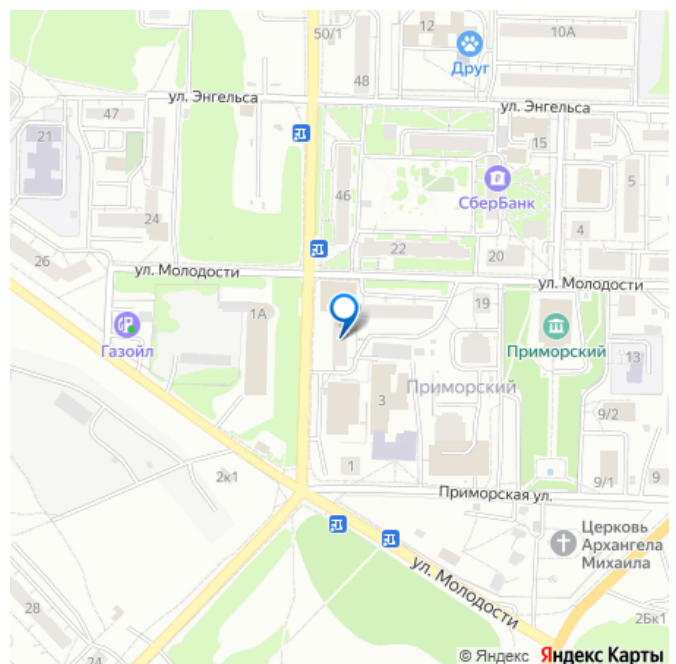 50/1
12
10А
Друг
48
ул. Энгельса
ул. Энгельса
47
21
15
46
СберБанк
5
24
4
26
22
20
ул. Молодости
ул. Молодости
19
1А
Газойл
Приморский
13
Приморский
3
9/2
1
2к1
9/1
9
Приморская ул.
Церковь
Архангела
Михаила
ул. Молодости
28
2Бк1
24
© Яндекс Яндекс Карты